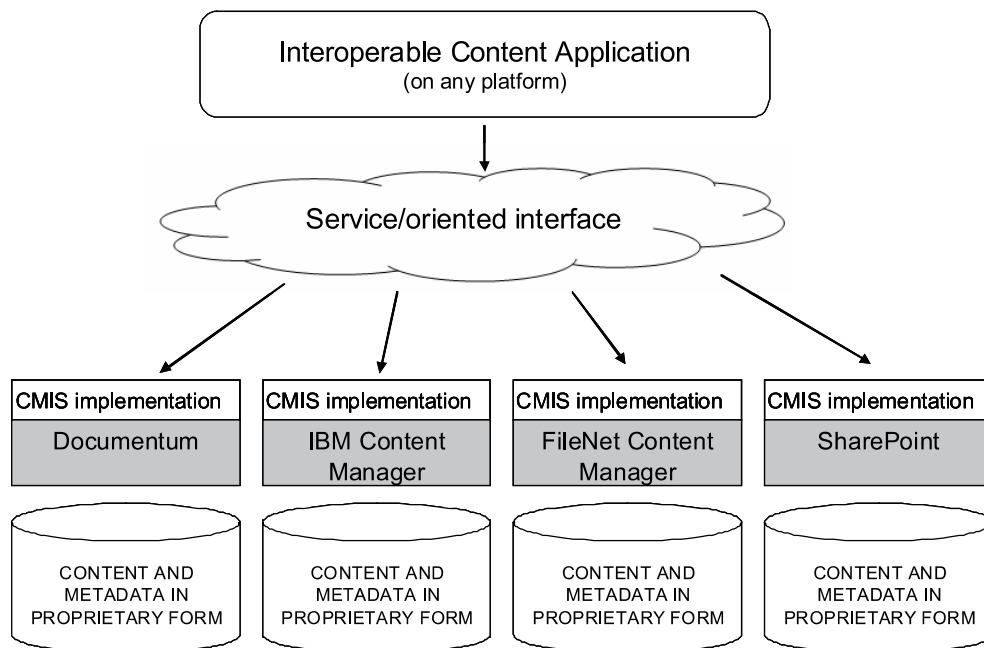 Interoperable Content Application
(on any platform)
Service/oriented interface
CMIS implementation
Documentum
CMIS implementation
IBM Content
Manager
CMIS implementation
FileNet Content
Manager
CMIS implementation
SharePoint
CONTENT AND
METADATA IN
PROPRIETARY FORM
CONTENT AND
METADATA IN
PROPRIETARY FORM
CONTENT AND
METADATA IN
PROPRIETARY FORM
CONTENT AND
METADATA IN
PROPRIETARY FORM